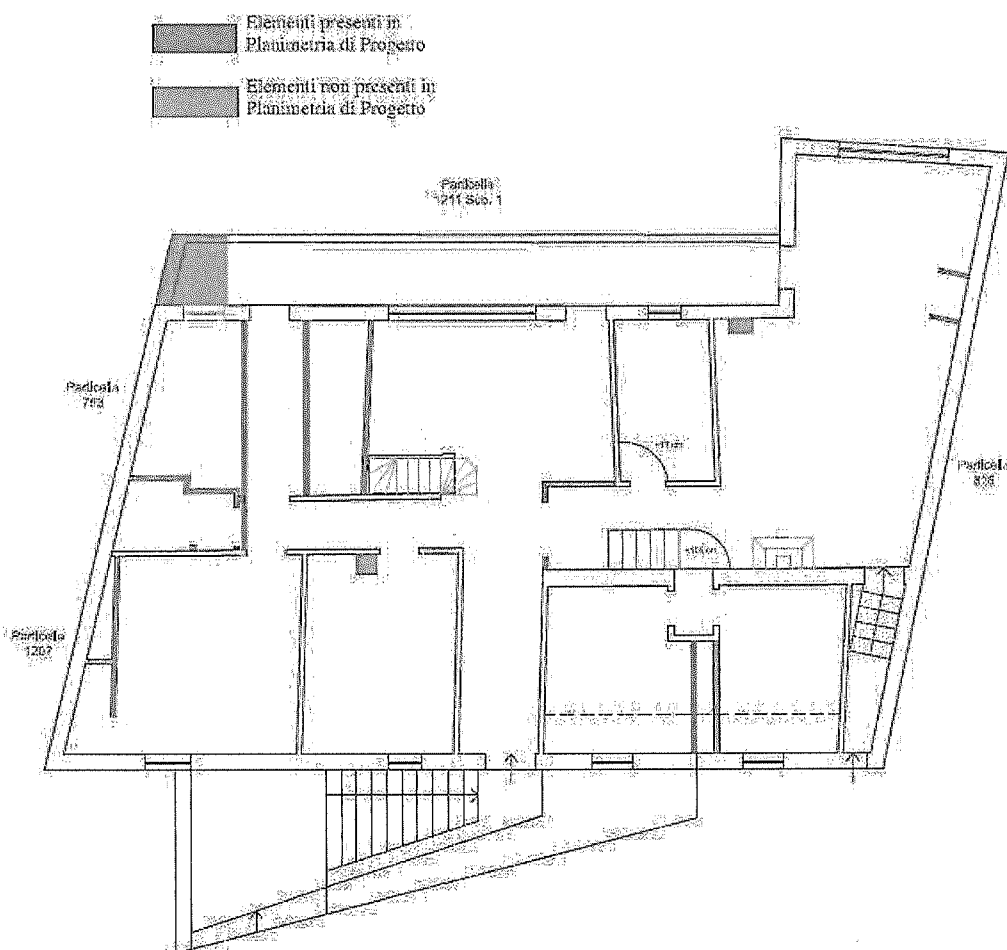 Elementi presenti in
Planimetria di Progetto
Elementi non presenti in
Planimetria di Progetto
Particella
1211 Sub. 1
Particella
Particella
Particella
1207